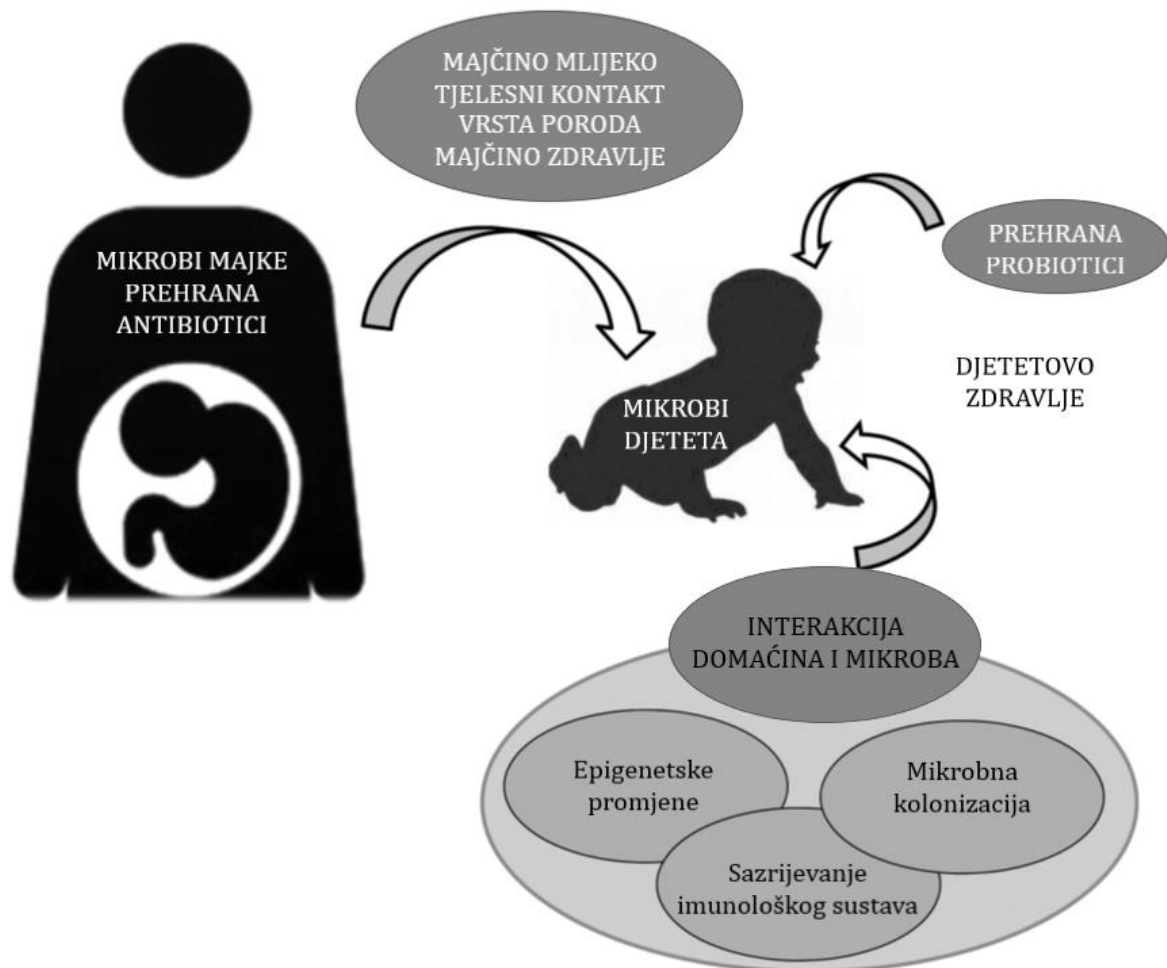 MAJČINO MLIJEKO
TJELESNI KONTAKT
VRSTA PORODA
MAJČINO ZDRAVLJE
MIKROBI MAJKE
PREHRANA
ANTIBIOTICI
PREHRANA
PROBIOTICI
DJETETOVO
ZDRAVLJE
MIKROBI
DJETETA
INTERAKCIJA
DOMAĆINA I MIKROBA
Epigenetske
promjene
Mikrobna
kolonizacija
Sazrijevanje
imunološkog sustava